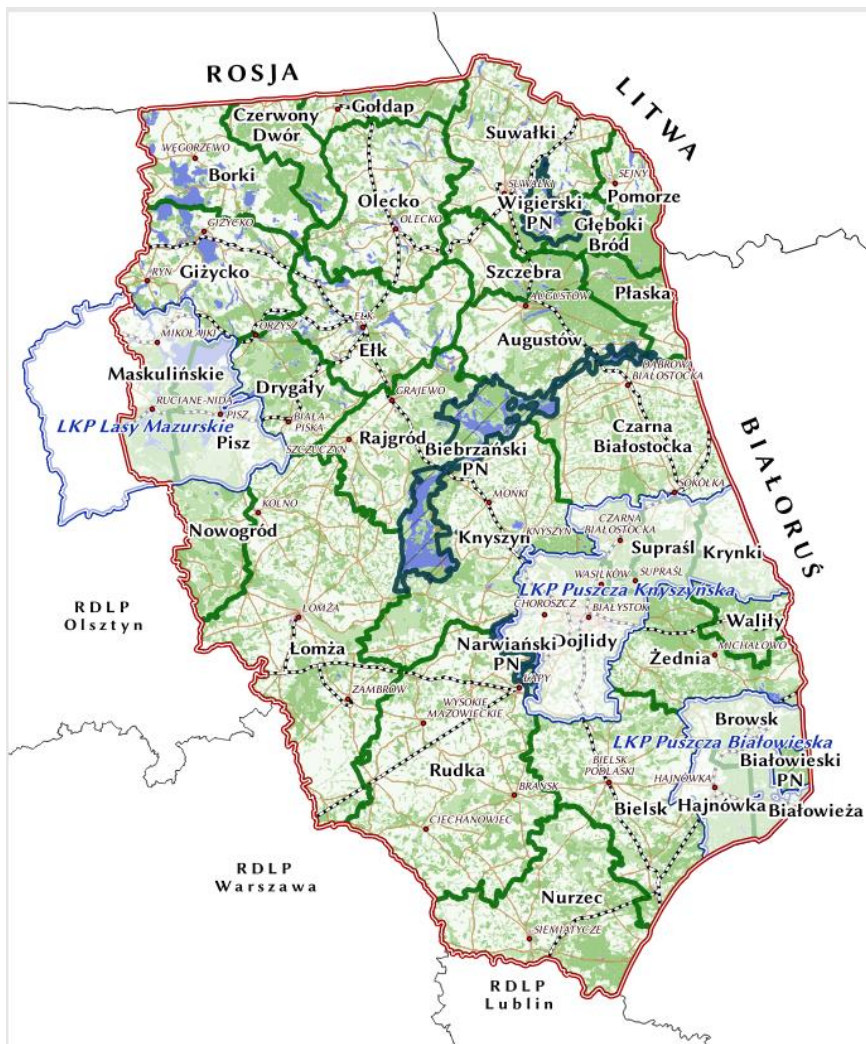 ROSJA
LITWA
Gołdap
Czerwony
Dwór
Suwałki
WĘGORZEWO
Borki
SEJNY
SUWAŁKI
Pomorze
Wigierski
PN
Olecko
OLECKO
Głęboki
Bród
GIŻYCKO
Giżycko
Szczebra
RYN
Płaska
AUGUSTÓW
EŁK
ORZYSZ
MIKOŁAJKI
Augustów
Ełk
Maskulińskie
Drygały
DĄBROWA
BIAŁOSTOCKA
GRAJEWO
RUCIANE-NIDA
PISZ
BIAŁA
PISKA
LKP Lasy Mazurskie
Pisz
Rajgród
SZCZUCZYN
Biebrzański
PN
Czarna
Białostocka
BIAŁORUŚ
SOKÓŁKA
KOLNO
MOŃKI
Nowogród
Knyszyn
KNYSZYN
CZARNA
BIAŁOSTOCKA
Supraśl
Krynki
WASILKÓW
SUPRAŚL
LKP Puszcza Knyszyńska
RDLP
Olsztyn
CHOROSZCZ
BIAŁYSTOK
ŁOMŻA
Waliły
Łomża
Narwiański
PN
Dojlidy
MICHAŁOWO
Żednia
ŁAPY
ZAMBRÓW
WYSOKIE
MAZOWIECKIE
Browsk
LKP Puszcza Białowieska
Białowieski
PN
Rudka
BIELSK
PODLASKI
HAJNÓWKA
BRAŃSK
Bielsk
Hajnówka
Białowieża
CIECHANOWIEC
RDLP
Warszawa
Nurzec
SIEMIATYCZE
RDLP
Lublin